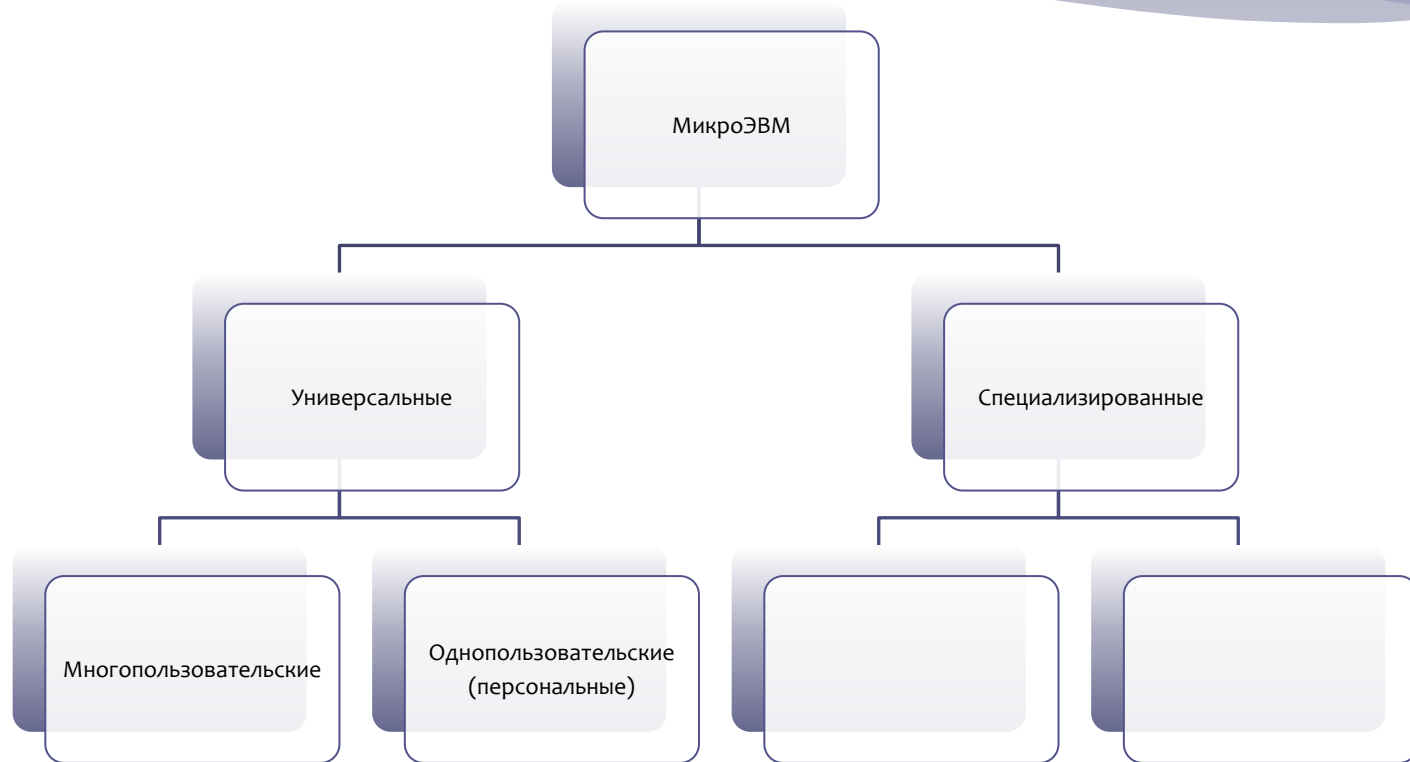 МикроЭВМ
Универсальные
Специализированные
Многопользовательские
Однопользовательские
(персональные)